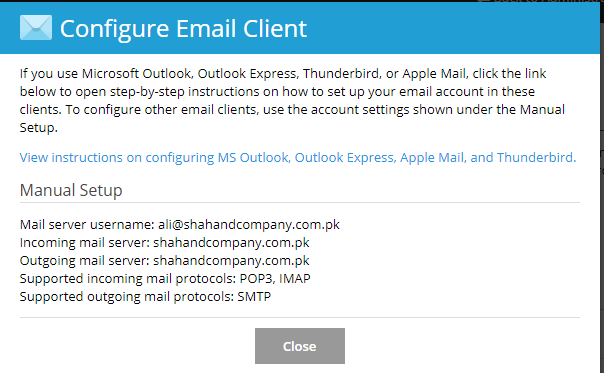 Configure Email Client
If you use Microsoft Outlook, Outlook Express, Thunderbird, or Apple Mail, click the link
below to open step-by-step instructions on how to set up your email account in these
clients. To configure other email clients, use the account settings shown under the Manual
Setup.
View instructions on configuring MS Outlook, Outlook Express, Apple Mail, and Thunderbird.
Manual Setup
Mail server username: ali@shahandcompany.com.pk
Incoming mail server: shahandcompany.com.pk
Outgoing mail server: shahandcompany.com.pk
Supported incoming mail protocols: POP3, IMAP
Supported outgoing mail protocols: SMTP
Close